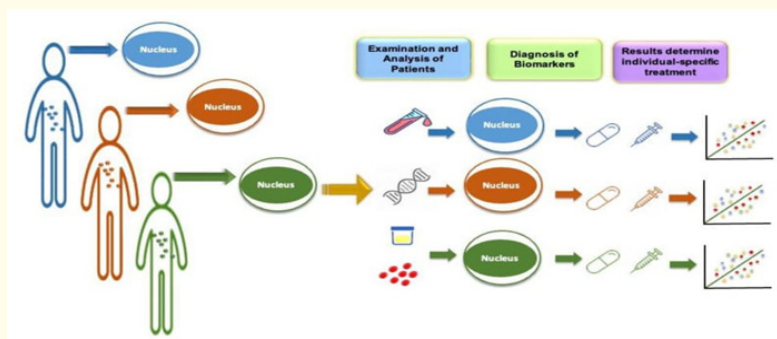 Nucleus
Nucleus
Nucleus
Examination and
Analysis of
Patients
Diagnosis of
Biomarkers
Results determine
individual-specific
treatment
Nucleus
Nucleus
Nucleus